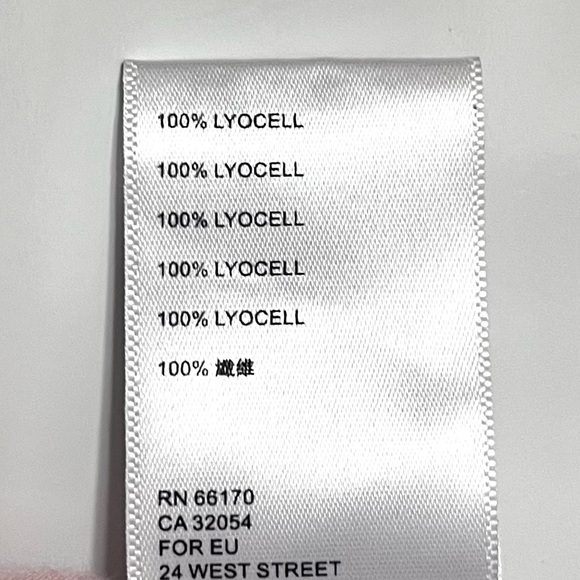 100% LYOCELL
100% LYOCELL
100% LYOCELL
100% LYOCELL
100% LYOCELL
100% 纖維
RN 66170
CA 32054
FOR EU
24 WEST STREET